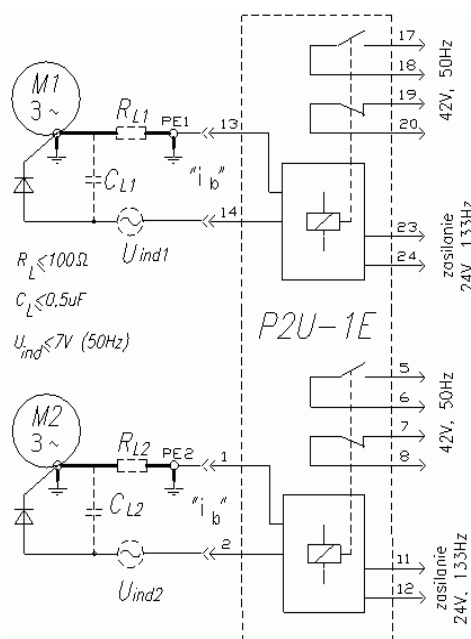 M1
3 ~
R_L1
PE1
13
"i_b"
C_L1
14
U_ind1
17
18
19
20
42V, 50Hz
23
24
zasilanie
24V, 133Hz
R_L ≤ 100Ω
C_L ≤ 0.5uF
U_ind ≤ 7V (50Hz)
P2U-1E
M2
3 ~
R_L2
PE2
1
"i_b"
C_L2
2
U_ind2
5
6
7
8
42V, 50Hz
11
12
zasilanie
24V, 133Hz